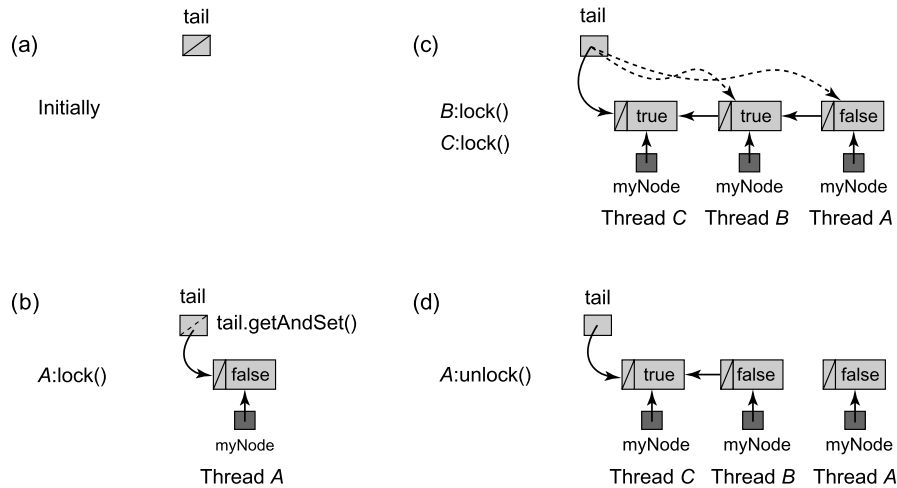 (a)
tail
Initially
(b)
tail
tail.getAndSet()
A:lock()
false
myNode
Thread A
(c)
tail
B:lock()
C:lock()
true true false
myNode myNode myNode
Thread C Thread B Thread A
(d)
tail
A:unlock()
true false false
myNode myNode myNode
Thread C Thread B Thread A